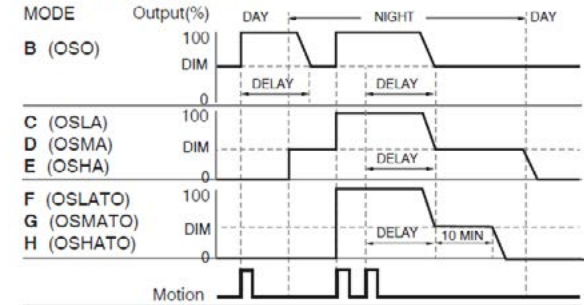 MODE Output(%) DAY NIGHT DAY
B (OSO)
100
DIM
0
DELAY DELAY
C (OSLA)
D (OSMA)
E (OSHA)
100
DIM
0
DELAY
F (OSLATO)
G (OSMATO)
H (OSHATO)
100
DIM
0
DELAY 10 MIN
Motion